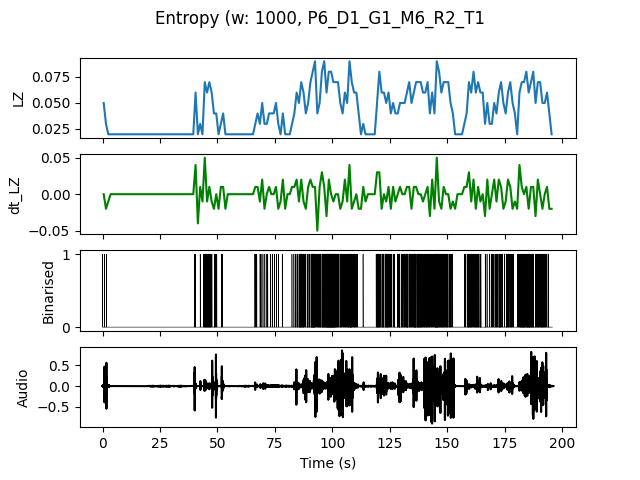 Entropy (w: 1000, P6_D1_G1_M6_R2_T1
LZ
0.075
0.050
0.025
dt_LZ
0.05
0.00
−0.05
Binarised
1
0
Audio
0.5
0.0
−0.5
0 25 50 75 100 125 150 175 200
Time (s)